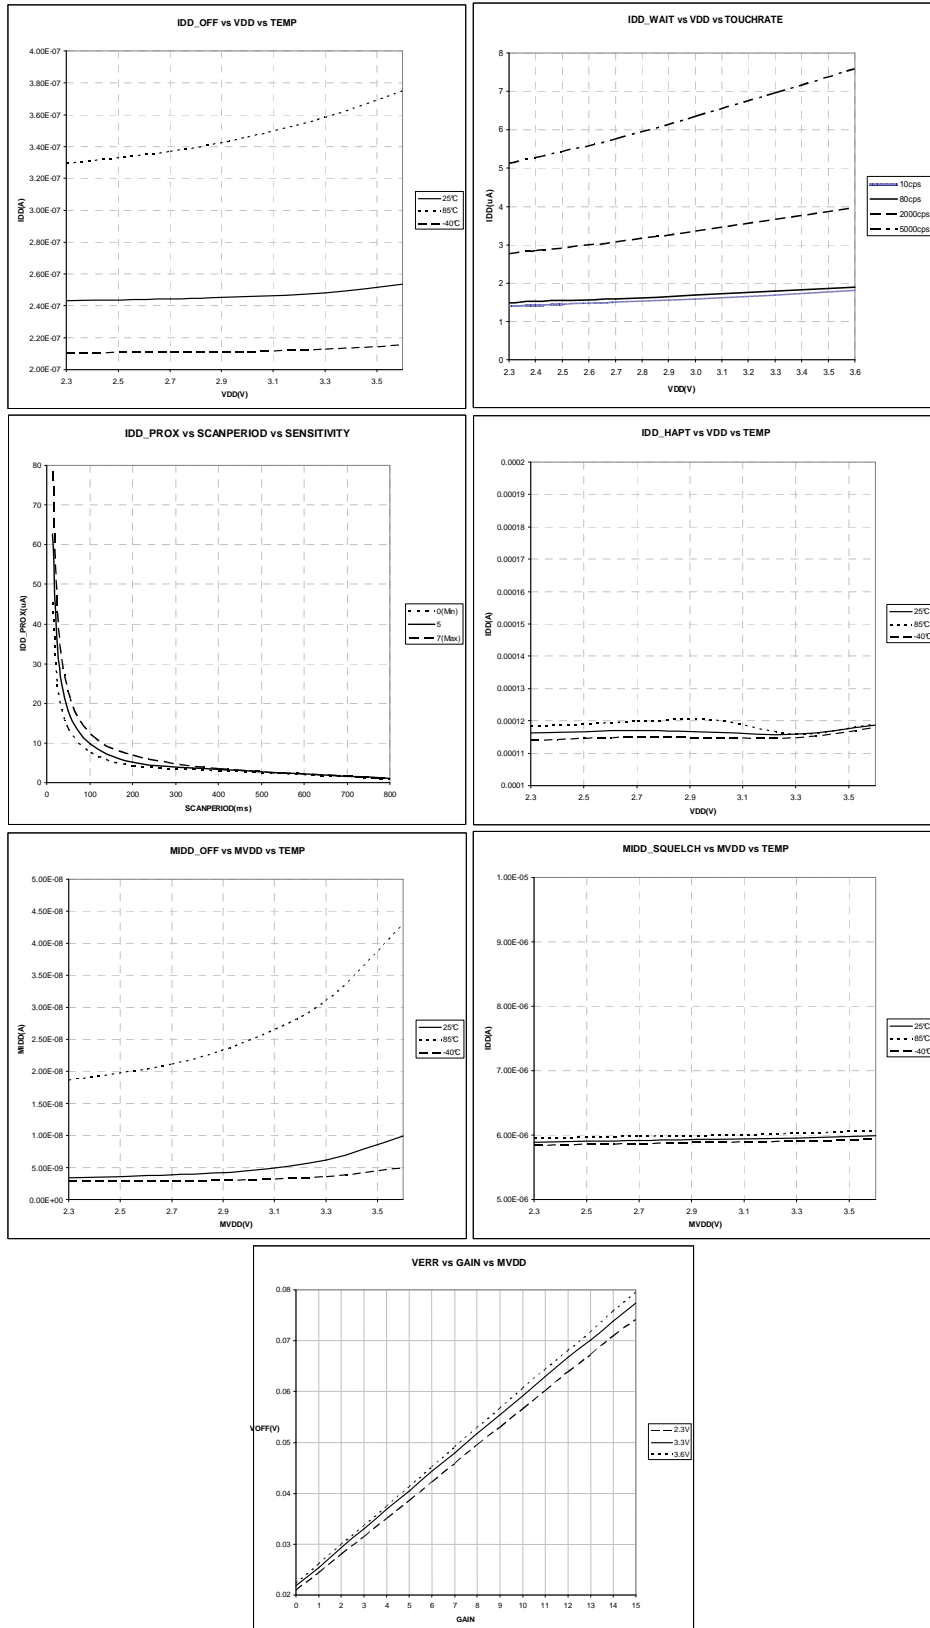 IDD_OFF vs VDD vs TEMP
4.00E-07
3.80E-07
3.60E-07
3.40E-07
3.20E-07
3.00E-07
2.80E-07
2.60E-07
2.40E-07
2.20E-07
2.00E-07
IDD(A)
2.3 2.5 2.7 2.9 3.1 3.3 3.5
VDD(V)
25°C
85°C
-40°C
IDD_WAIT vs VDD vs TOUCHRATE
8
7
6
5
4
3
2
1
0
IDD(uA)
2.3 2.4 2.5 2.6 2.7 2.8 2.9 3.0 3.1 3.2 3.3 3.4 3.5 3.6
VDD(V)
10cps
80cps
2000cps
5000cps
IDD_PROX vs SCANPERIOD vs SENSITIVITY
80
70
60
50
40
30
20
10
0
IDD_PROX(uA)
0 100 200 300 400 500 600 700 800
SCANPERIOD(ms)
0(Min)
5
7(Max)
IDD_HAPT vs VDD vs TEMP
0.0002
0.00019
0.00018
0.00017
0.00016
0.00015
0.00014
0.00013
0.00012
0.00011
0.0001
IDD(A)
2.3 2.5 2.7 2.9 3.1 3.3 3.5
VDD(V)
25°C
85°C
-40°C
MIDD_OFF vs MVDD vs TEMP
5.00E-08
4.50E-08
4.00E-08
3.50E-08
3.00E-08
2.50E-08
2.00E-08
1.50E-08
1.00E-08
5.00E-09
0.00E+00
MIDD(A)
2.3 2.5 2.7 2.9 3.1 3.3 3.5
MVDD(V)
25°C
85°C
-40°C
MIDD_SQUELCH vs MVDD vs TEMP
1.00E-05
9.00E-06
8.00E-06
7.00E-06
6.00E-06
5.00E-06
IDD(A)
2.3 2.5 2.7 2.9 3.1 3.3 3.5
MVDD(V)
25°C
85°C
-40°C
VERR vs GAIN vs MVDD
0.08
0.07
0.06
0.05
0.04
0.03
0.02
VOFF(V)
0 1 2 3 4 5 6 7 8 9 10 11 12 13 14 15
GAIN
2.3V
3.3V
3.6V